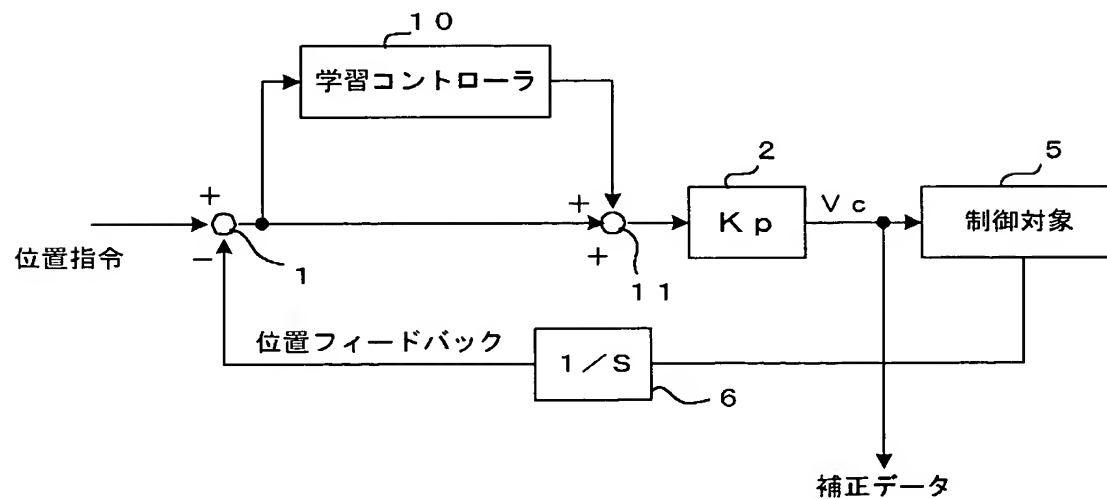 １０
学習コントローラ
２
５
+
+
Ｋｐ
Ｖｃ
制御対象
位置指令
-
１
+
１１
位置フィードバック
１／Ｓ
６
補正データ